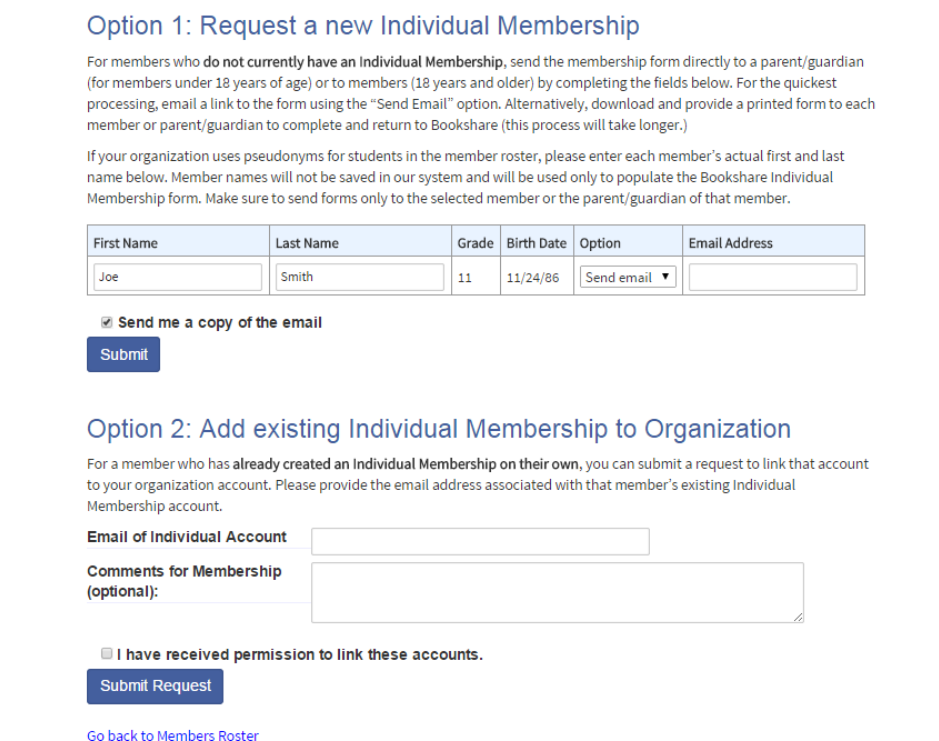 Option 1: Request a new Individual Membership
For members who do not currently have an Individual Membership, send the membership form directly to a parent/guardian
(for members under 18 years of age) or to members (18 years and older) by completing the fields below. For the quickest
processing, email a link to the form using the “Send Email” option. Alternatively, download and provide a printed form to each
member or parent/guardian to complete and return to Bookshare (this process will take longer.)
If your organization uses pseudonyms for students in the member roster, please enter each member’s actual first and last
name below. Member names will not be saved in our system and will be used only to populate the Bookshare Individual
Membership form. Make sure to send forms only to the selected member or the parent/guardian of that member.
First Name Last Name Grade Birth Date Option Email Address
Joe Smith 11 11/24/86 Send email
Send me a copy of the email
Submit
Option 2: Add existing Individual Membership to Organization
For a member who has already created an Individual Membership on their own, you can submit a request to link that account
to your organization account. Please provide the email address associated with that member’s existing Individual
Membership account.
Email of Individual Account
Comments for Membership
(optional):
I have received permission to link these accounts.
Submit Request
Go back to Members Roster